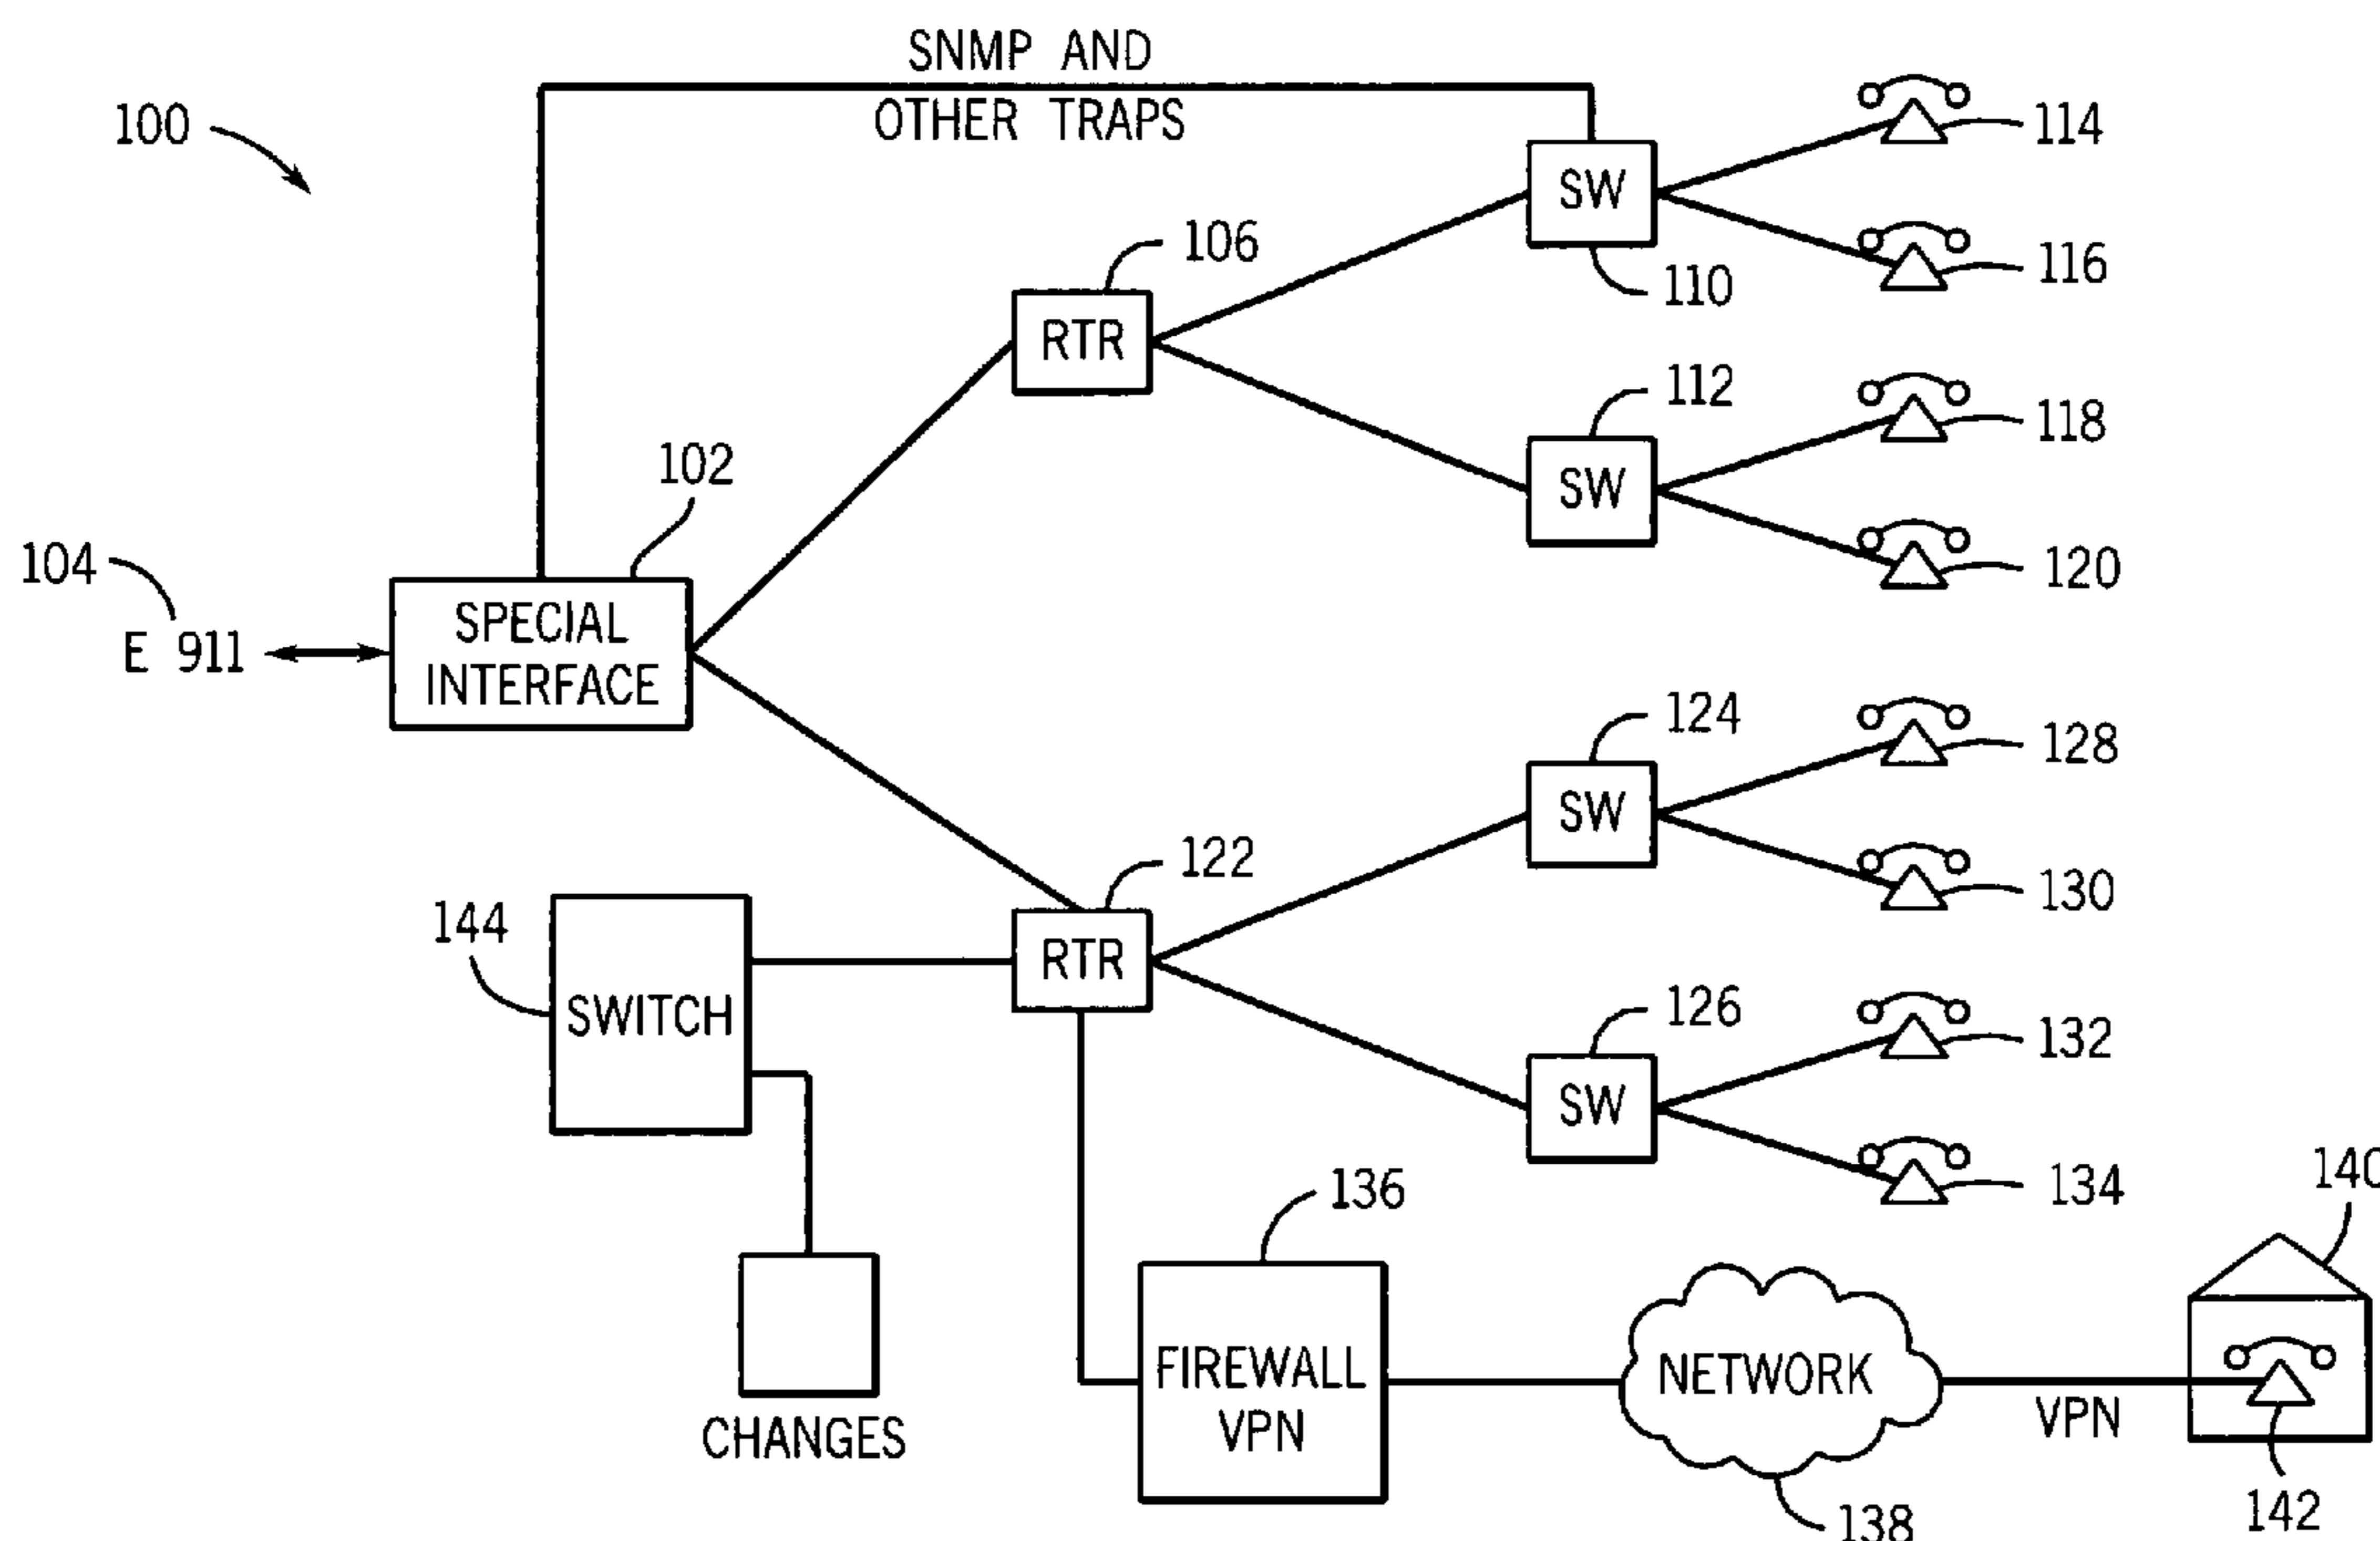 SNMP AND
OTHER TRAPS
100
114
SW
106
116
110
RTR
112
102
118
SW
104
120
SPECIAL
INTERFACE
E 911
124
128
SW
122
130
144
RTR
126
SWITCH
132
SW
136
134
140
FIREWALL
VPN
NETWORK
VPN
CHANGES
142
138